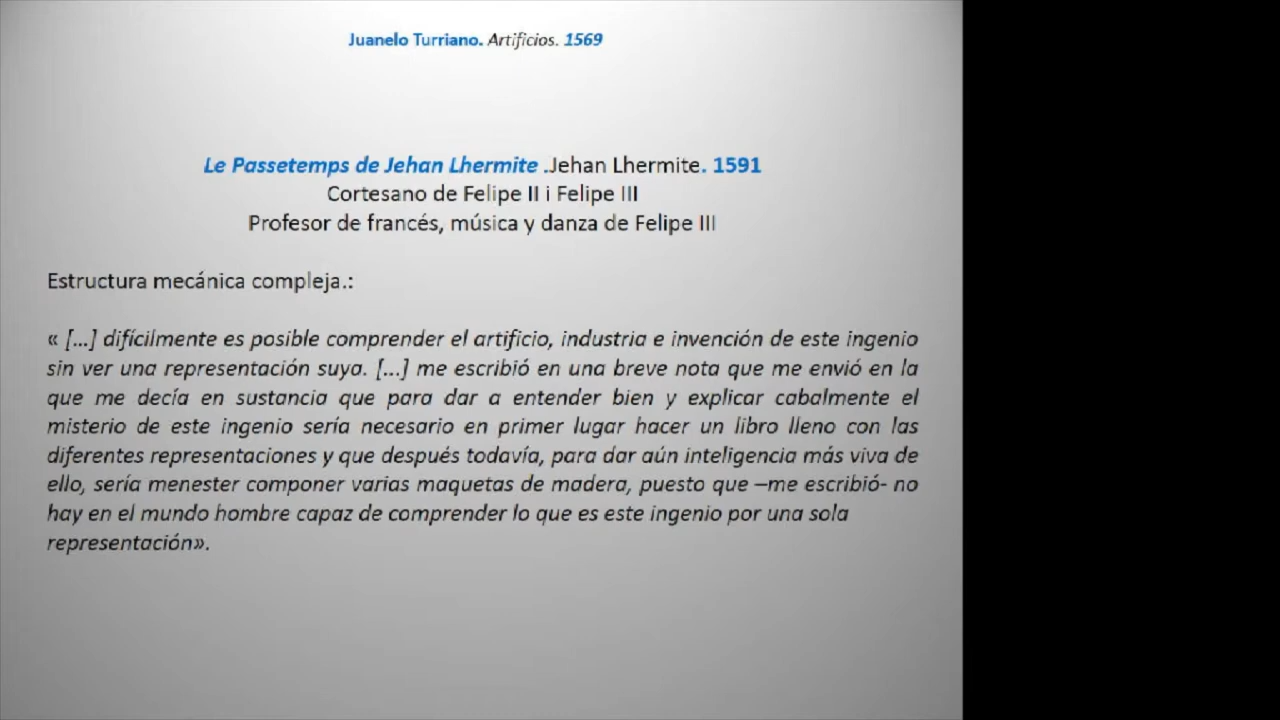 Juanelo Turriano. Artificios. 1569
Le Passetemps de Jehan Lhermite .Jehan Lhermite. 1591
Cortesano de Felipe II i Felipe III
Profesor de francés, música y danza de Felipe III
Estructura mecánica compleja.:
« [...] difícilmente es posible comprender el artificio, industria e invención de este ingenio
sin ver una representación suya. [...] me escribió en una breve nota que me envió en la
que me decía en sustancia que para dar a entender bien y explicar cabalmente el
misterio de este ingenio sería necesario en primer lugar hacer un libro lleno con las
diferentes representaciones y que después todavía, para dar aún inteligencia más viva de
ello, sería menester componer varias maquetas de madera, puesto que –me escribió- no
hay en el mundo hombre capaz de comprender lo que es este ingenio por una sola
representación».